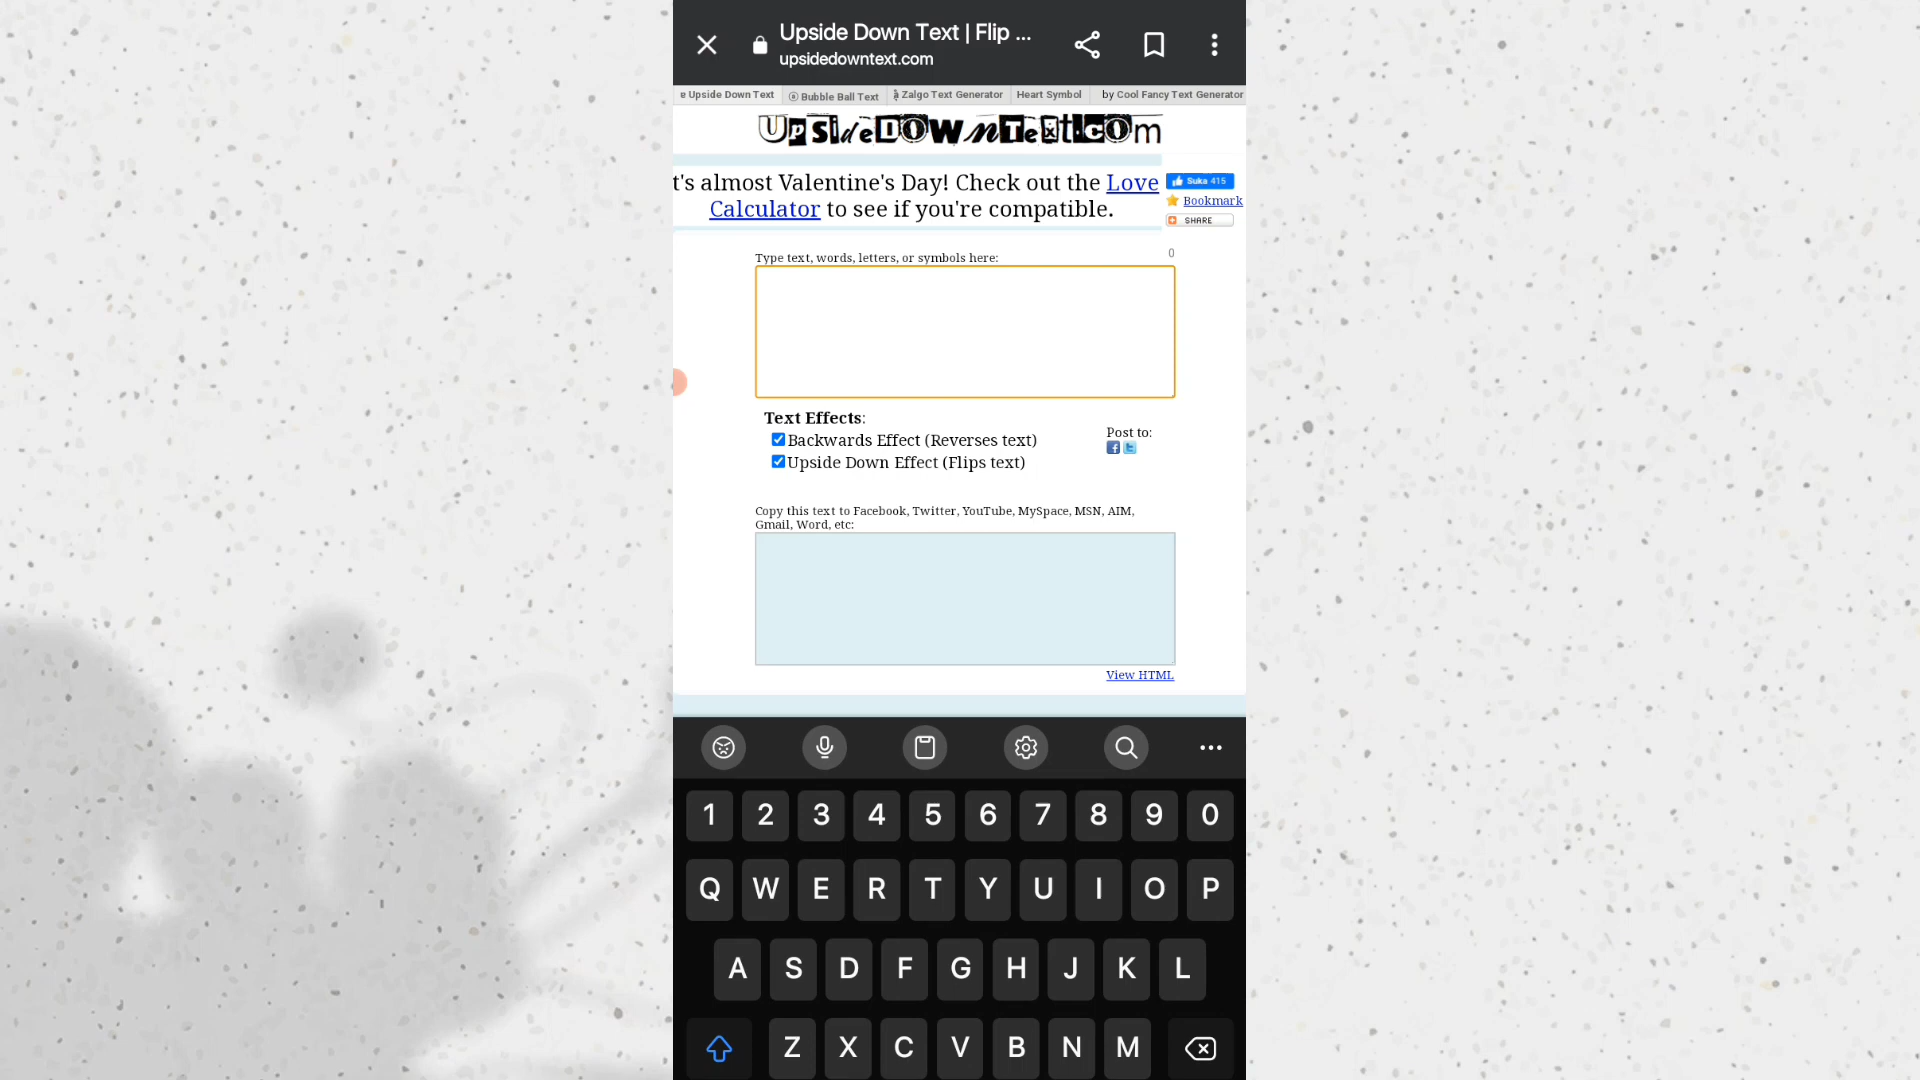 Upside Down Text | Flip ...
upsidedowntext.com
e Upside Down Text
Bubble Ball Text
Zalgo Text Generator
Heart Symbol
by Cool Fancy Text Generator
UpsideDownText.com
t's almost Valentine's Day! Check out the Love
Calculator to see if you're compatible.
Suka 415
Bookmark
SHARE
0
Type text, words, letters, or symbols here:
Text Effects:
Backwards Effect (Reverses text)
Upside Down Effect (Flips text)
Post to:
Copy this text to Facebook, Twitter, YouTube, MySpace, MSN, AIM,
Gmail, Word, etc:
View HTML
1 2 3 4 5 6 7 8 9 0
Q W E R T Y U I O P
A S D F G H J K L
Z X C V B N M